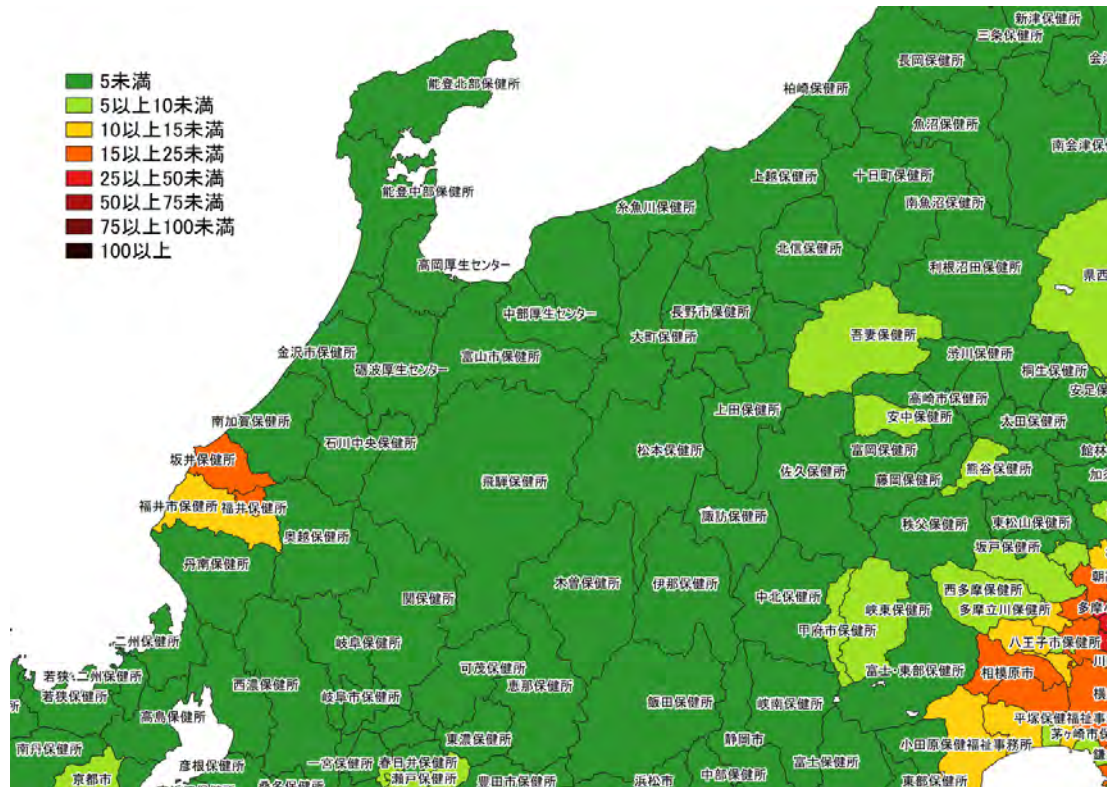 5未満
5以上10未満
10以上15未満
15以上25未満
25以上50未満
50以上75未満
75以上100未満
100以上
新津保健所
三条保健所
長岡保健所
柏崎保健所
能登北部保健所
魚沼保健所
南会津保
上越保健所
十日町保健所
能登中部保健所
南魚沼保健所
糸魚川保健所
北信保健所
高岡厚生センター
利根沼田保健所
県西
中部厚生センター
長野市保健所
大町保健所
吾妻保健所
金沢市保健所
富山市保健所
渋川保健所
砺波厚生センター
桐生保健所
安足保
高崎市保健所
上田保健所
安中保健所
太田保健所
南加賀保健所
石川中央保健所
松本保健所
富岡保健所
館林
坂井保健所
佐久保健所
熊谷保健所
藤岡保健所
飛騨保健所
福井市保健所
福井保健所
諏訪保健所
秩父保健所
東松山保健所
奥越保健所
坂戸保健所
丹南保健所
木曽保健所
伊那保健所
朝
西多摩保健所
中北保健所
関保健所
峡東保健所
多摩立川保健所
甲府市保健所
二州保健所
岐阜保健所
八王子市保健所
可茂保健所
富士・東部保健所
相模原市
若狭・二州保健所
西濃保健所
恵那保健所
若狭保健所
岐阜市保健所
飯田保健所
峡南保健所
高島保健所
平塚保健福祉事
茅ヶ崎市保
東濃保健所
静岡市
小田原保健福祉事務所
南丹保健所
彦根保健所
一宮保健所
春日井保健所
富士保健所
京都市
瀬戸保健所
豊田市保健所
浜松市
中部保健所
東部保健所